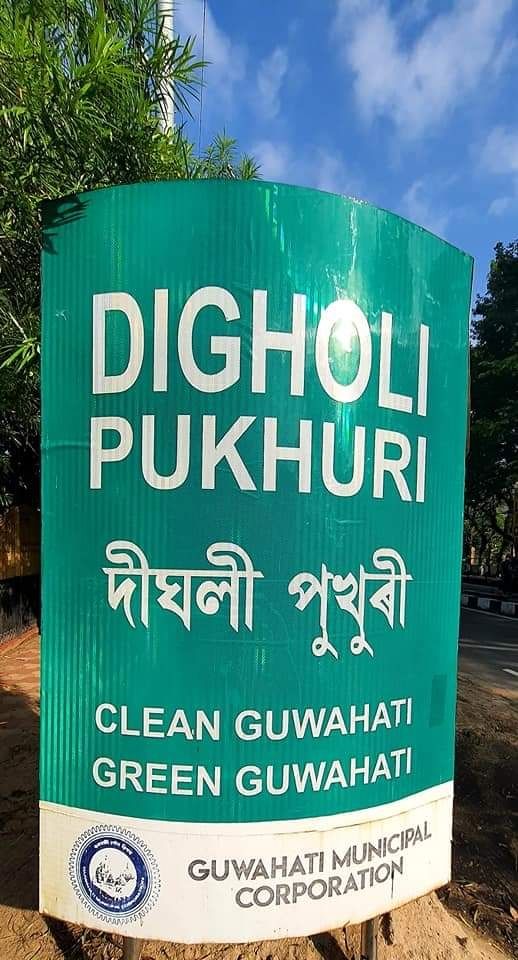 DIGHOLI
PUKHURI
দীঘলী পুখুৰী
CLEAN GUWAHATI
GREEN GUWAHATI
GUWAHATI MUNICIPAL
CORPORATION